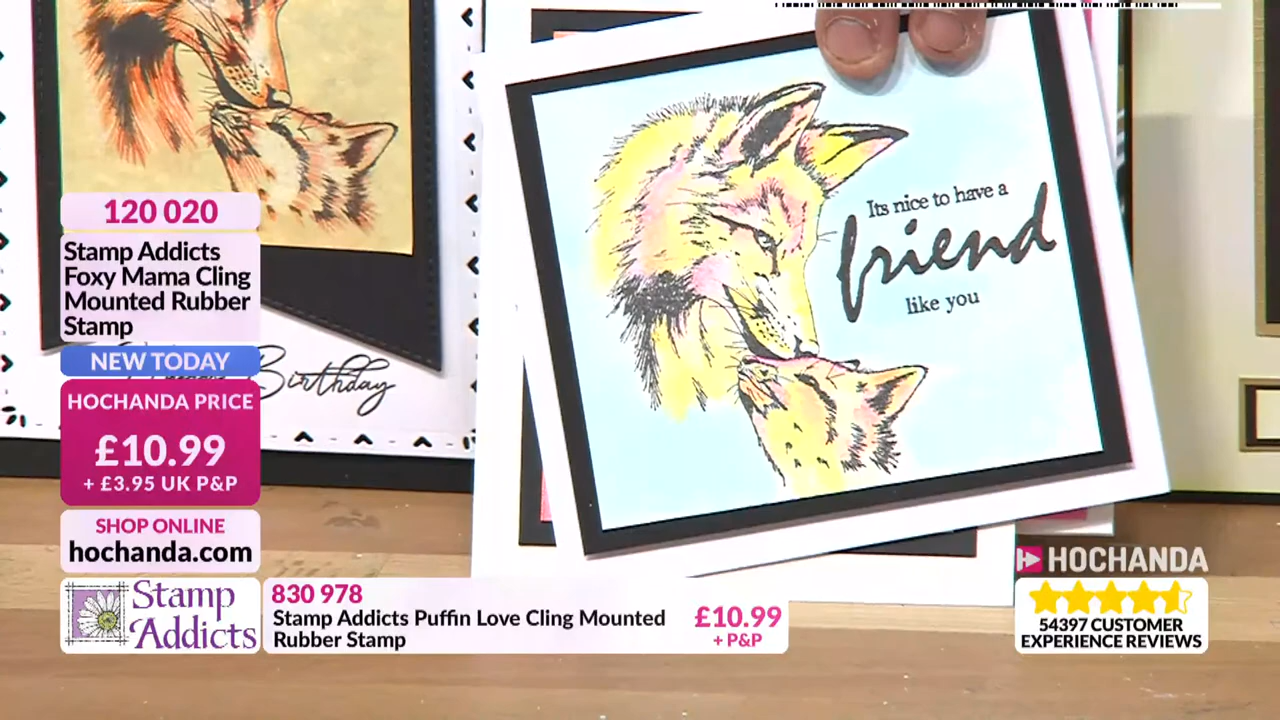 Its nice to have a
friend
like you
Birthday
120 020
Stamp Addicts
Foxy Mama Cling
Mounted Rubber
Stamp
NEW TODAY
HOCHANDA PRICE
£10.99
+ £3.95 UK P&P
SHOP ONLINE
hochanda.com
Stamp
Addicts
830 978
Stamp Addicts Puffin Love Cling Mounted
Rubber Stamp
£10.99
+ P&P
HOCHANDA
54397 CUSTOMER
EXPERIENCE REVIEWS